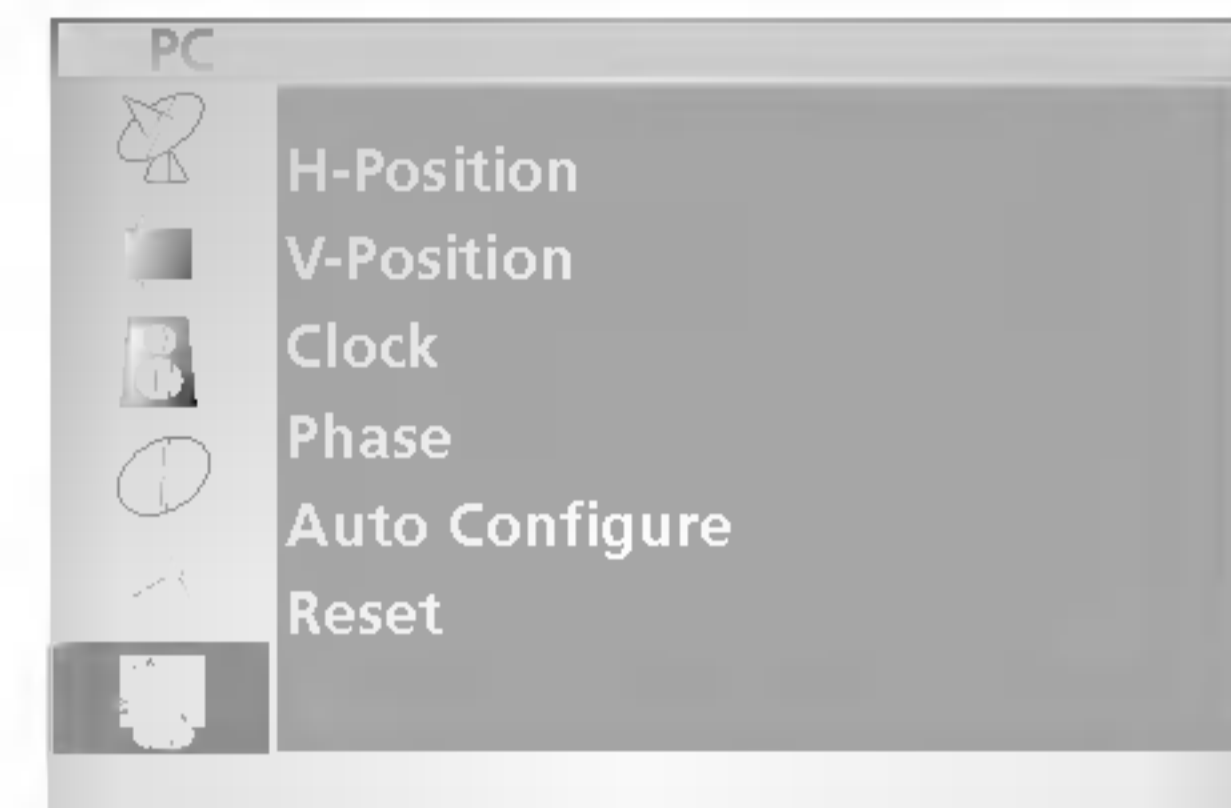 PC
H-Position
V-Position
Clock
Phase
Auto Configure
Reset